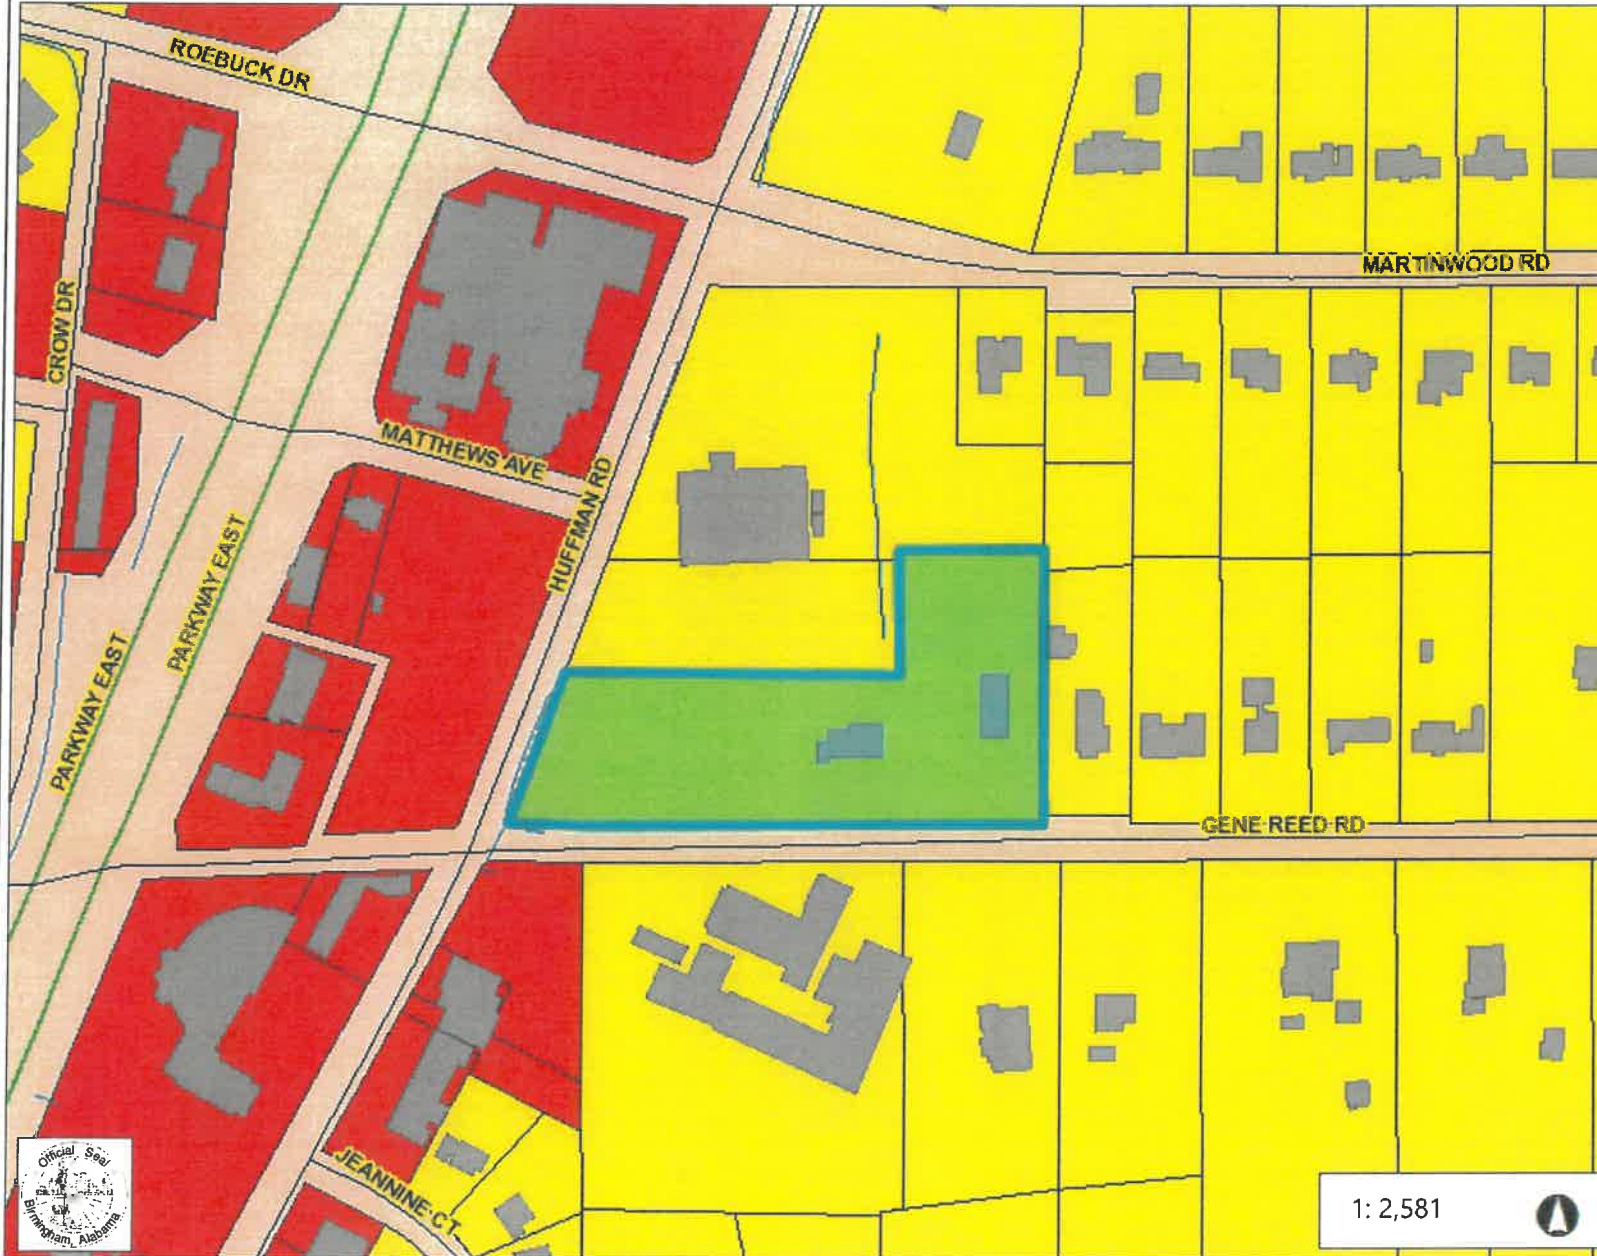 ROEBUCK DR
MARTINWOOD RD
CROW DR
MATTHEWS AVE
HUFFMAN RD
PARKWAY EAST
PARKWAY EAST
GENE REED RD
JEANNINE CT
Official Seal
Birmingham, Alabama
1: 2,581